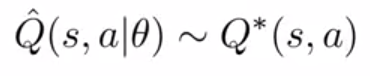 Q̂(s, a|θ) ∼ Q*(s, a)